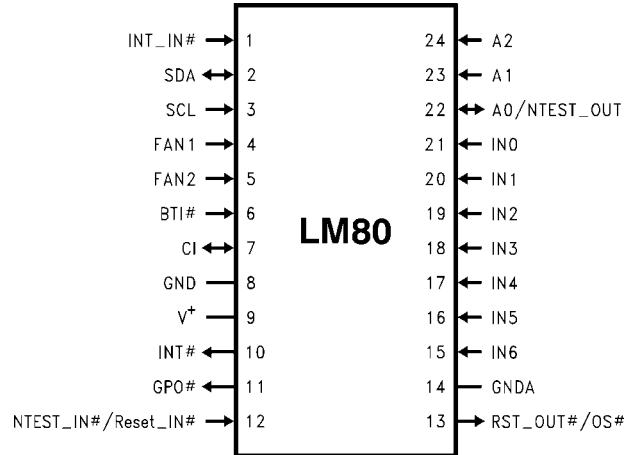 INT_IN# 1 24 A2
SDA 2 23 A1
SCL 3 22 A0/NTEST_OUT
FAN1 4 21 IN0
FAN2 5 20 IN1
BTI# 6 19 IN2
LM80
CI 7 18 IN3
GND 8 17 IN4
V+ 9 16 IN5
INT# 10 15 IN6
GPO# 11 14 GNDA
NTEST_IN#/Reset_IN# 12 13 RST_OUT#/OS#